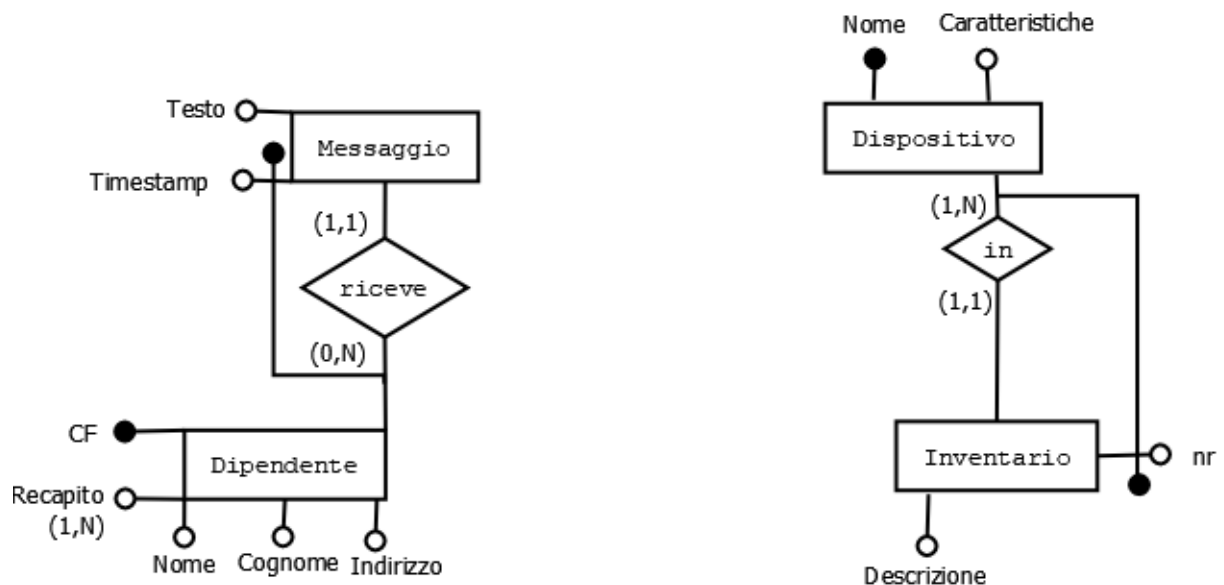 Nome
Caratteristiche
Testo
Messaggio
Dispositivo
Timestamp
(1,1)
(1,N)
riceve
in
(1,1)
(0,N)
CF
Dipendente
Inventario
nr
Recapito
(1,N)
Nome
Cognome
Indirizzo
Descrizione